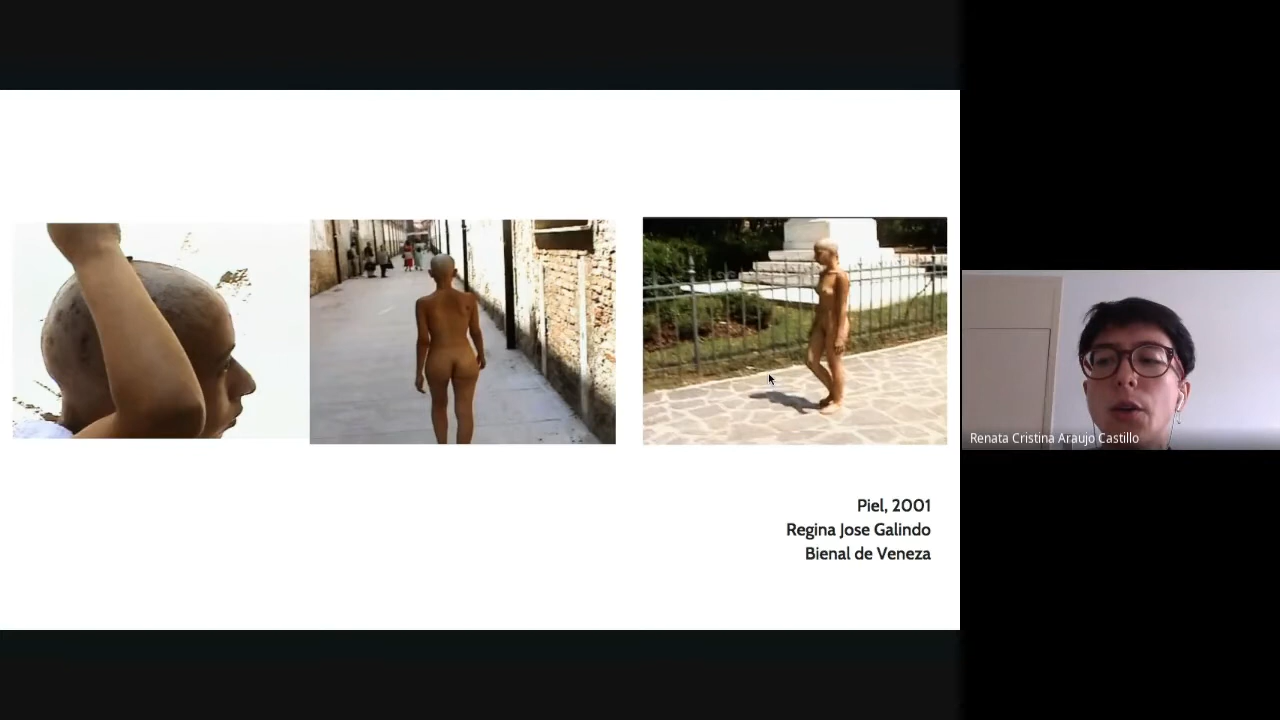 Piel, 2001
Regina Jose Galindo
Bienal de Veneza
Renata Cristina Araujo Castillo